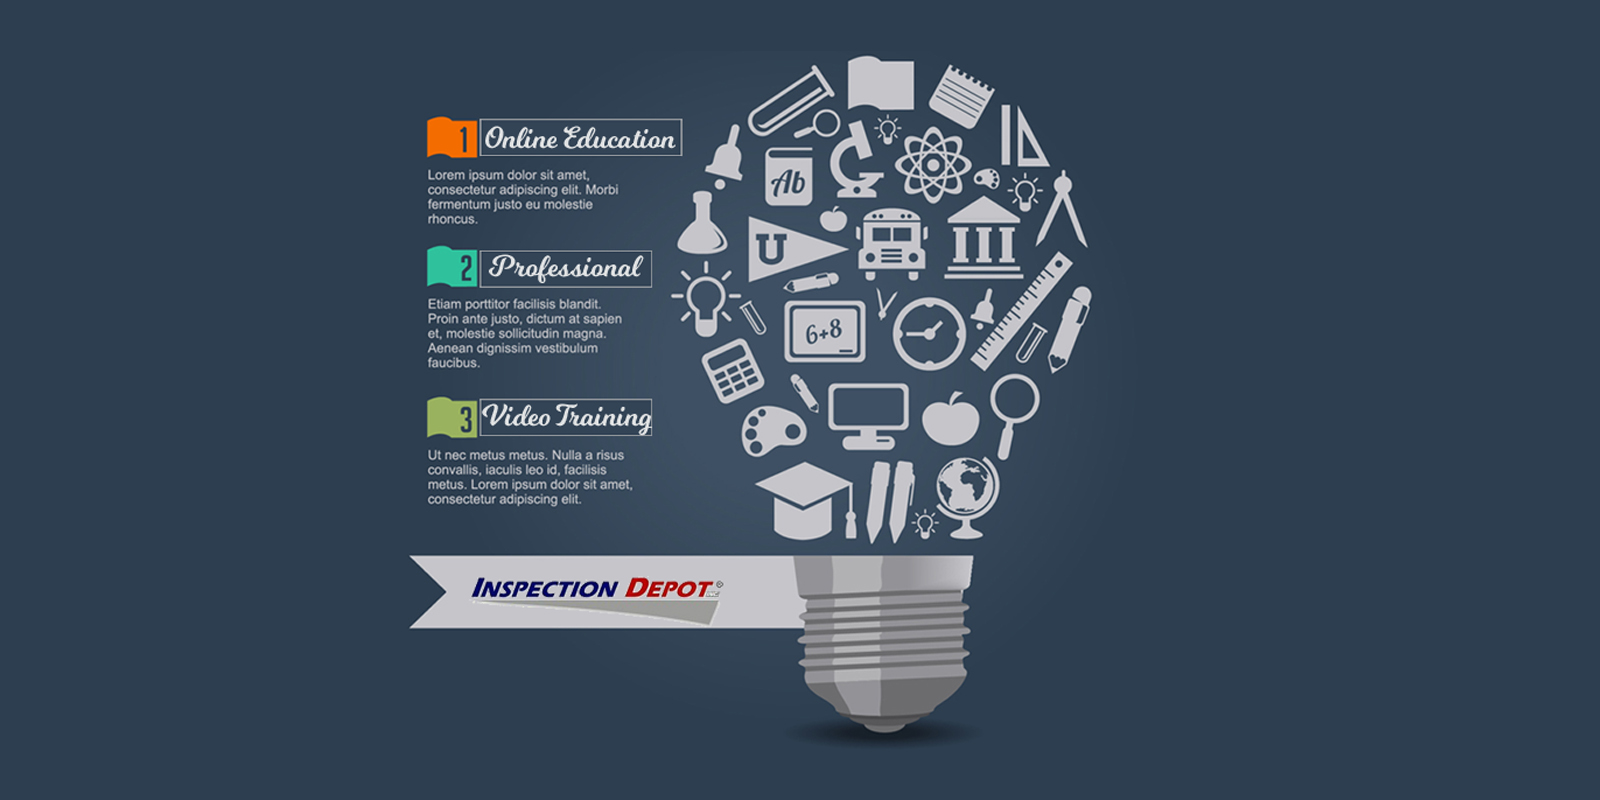 1 Online Education
Lorem ipsum dolor sit amet,
consectetur adipiscing elit. Morbi
fermentum justo eu molestie
rhoncus.
2 Professional
Etiam porttitor facilisis blandit.
Proin ante justo, dictum at sapien
et, molestie sollicitudin magna.
Aenean dignissim vestibulum
faucibus.
3 Video Training
Ut nec metus metus. Nulla a risus
convallis, iaculis leo id, facilisis
metus. Lorem ipsum dolor sit amet,
consectetur adipiscing elit.
Ab
U
6+8
INSPECTION DEPOT®